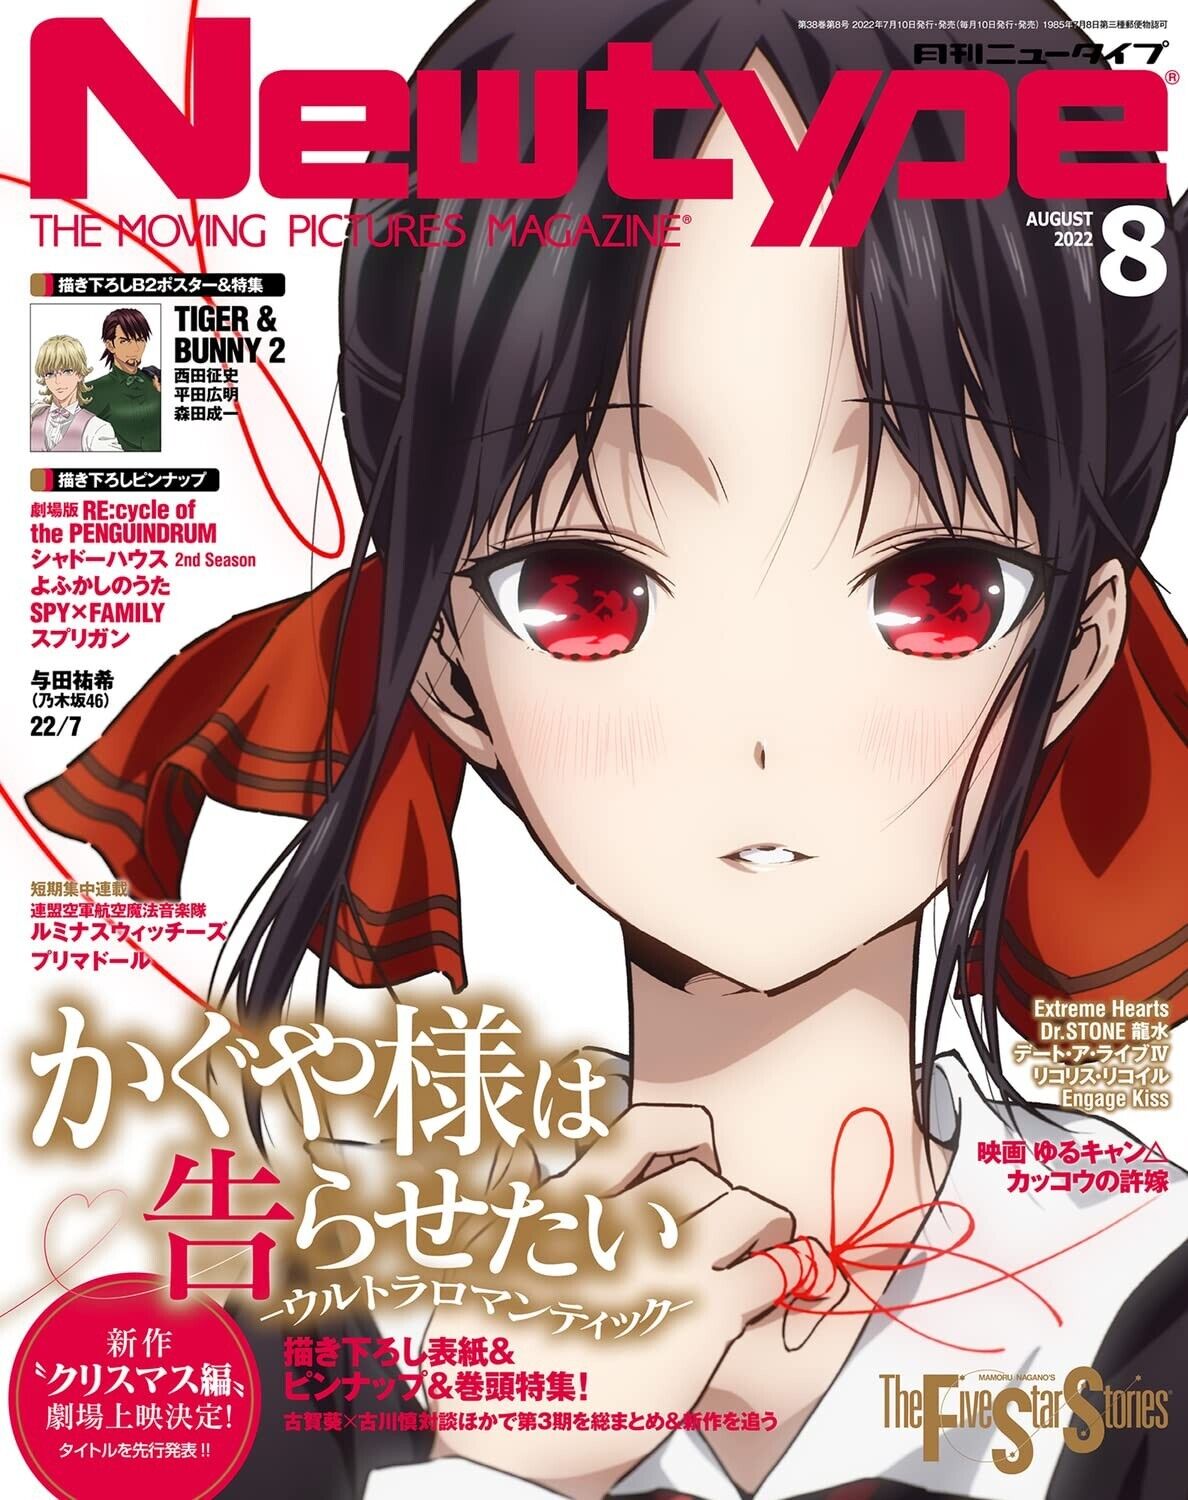 第38巻第8号 2022年7月10日発行・発売(毎月10日発行・発売) 1985年7月8日第三種郵便物認可
月刊ニュータイプ
Newtype®
THE MOVING PICTURES MAGAZINE®
AUGUST
2022
8
描き下ろしB2ポスター&特集
TIGER &
BUNNY 2
西田征史
平田広明
森田成一
描き下ろしピンナップ
劇場版 RE:cycle of
the PENGUINDRUM
シャドーハウス 2nd Season
よふかしのうた
SPY×FAMILY
スプリガン
与田祐希
(乃木坂46)
22/7
短期集中連載
連盟空軍航空魔法音楽隊
ルミナスウィッチーズ
プリマドール
かぐや様は
告らせたい
-ウルトラロマンティック-
新作
〝クリスマス編〟
劇場上映決定!
タイトルを先行発表!!
描き下ろし表紙&
ピンナップ&巻頭特集!
古賀葵×古川慎対談ほかで第3期を総まとめ&新作を追う
Extreme Hearts
Dr.STONE 龍水
デート・ア・ライブⅣ
リコリス・リコイル
Engage Kiss
映画 ゆるキャン△
カッコウの許嫁
MAMORU NAGANO'S
The Five Star Stories®